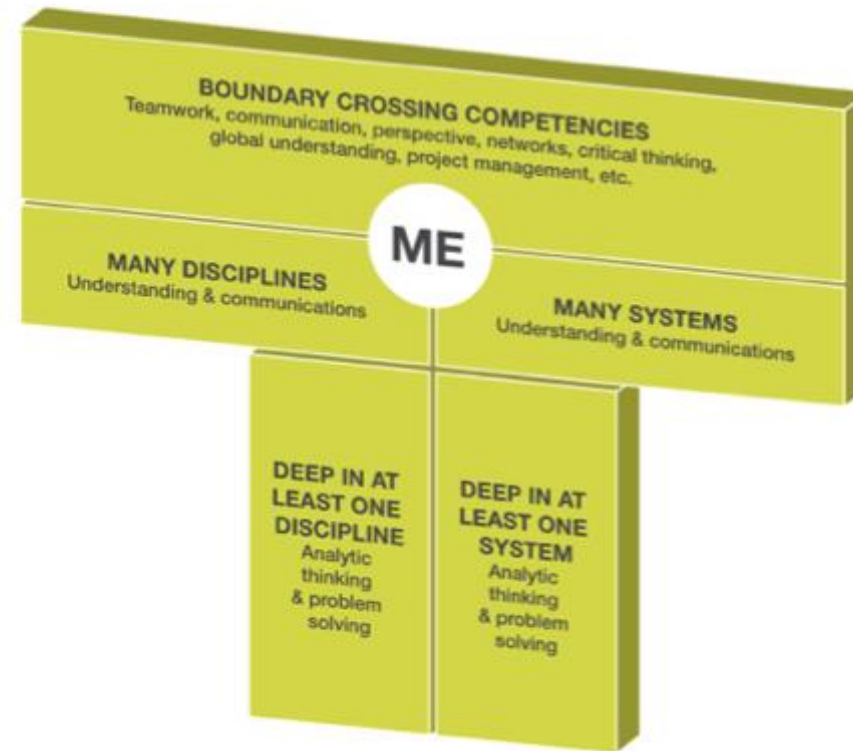 BOUNDARY CROSSING COMPETENCIES
Teamwork, communication, perspective, networks, critical thinking,
global understanding, project management, etc.
ME
MANY DISCIPLINES
Understanding & communications
MANY SYSTEMS
Understanding & communications
DEEP IN AT
LEAST ONE
DISCIPLINE
Analytic
thinking
& problem
solving
DEEP IN AT
LEAST ONE
SYSTEM
Analytic
thinking
& problem
solving